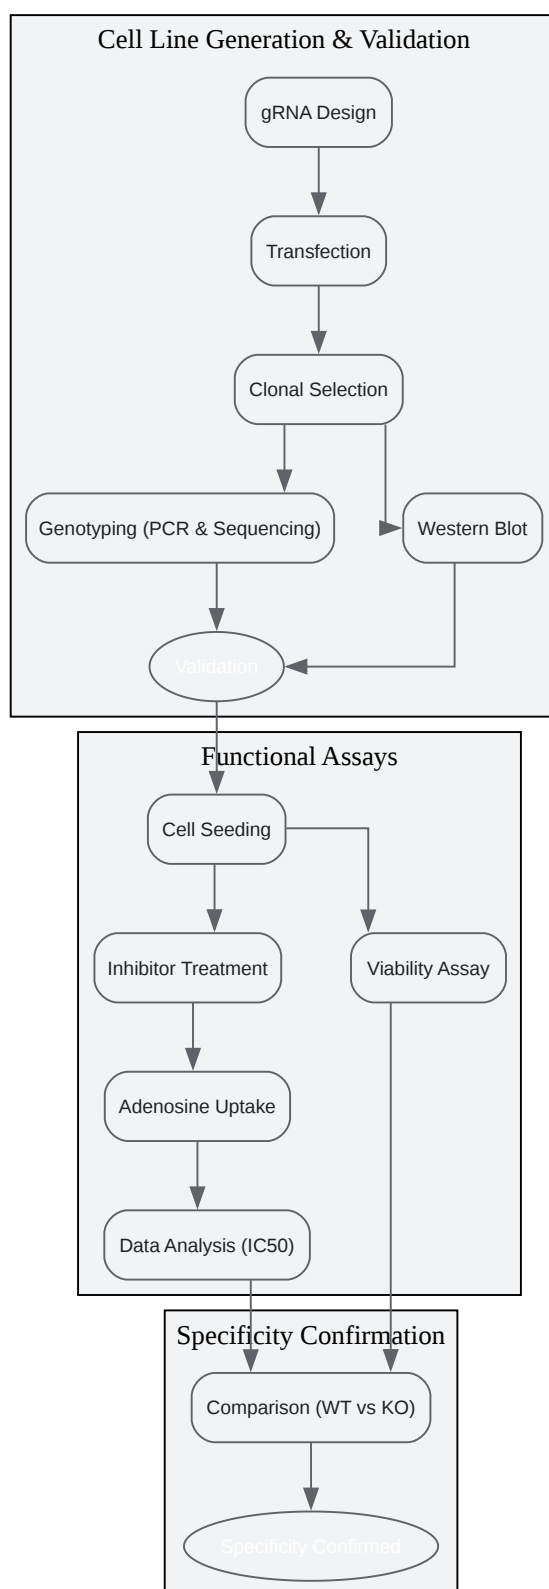 Cell Line Generation & Validation
gRNA Design
Transfection
Clonal Selection
Genotyping (PCR & Sequencing)
Western Blot
Validation
Functional Assays
Cell Seeding
Inhibitor Treatment
Viability Assay
Adenosine Uptake
Data Analysis (IC50)
Specificity Confirmation
Comparison (WT vs KO)
Specificity Confirmed